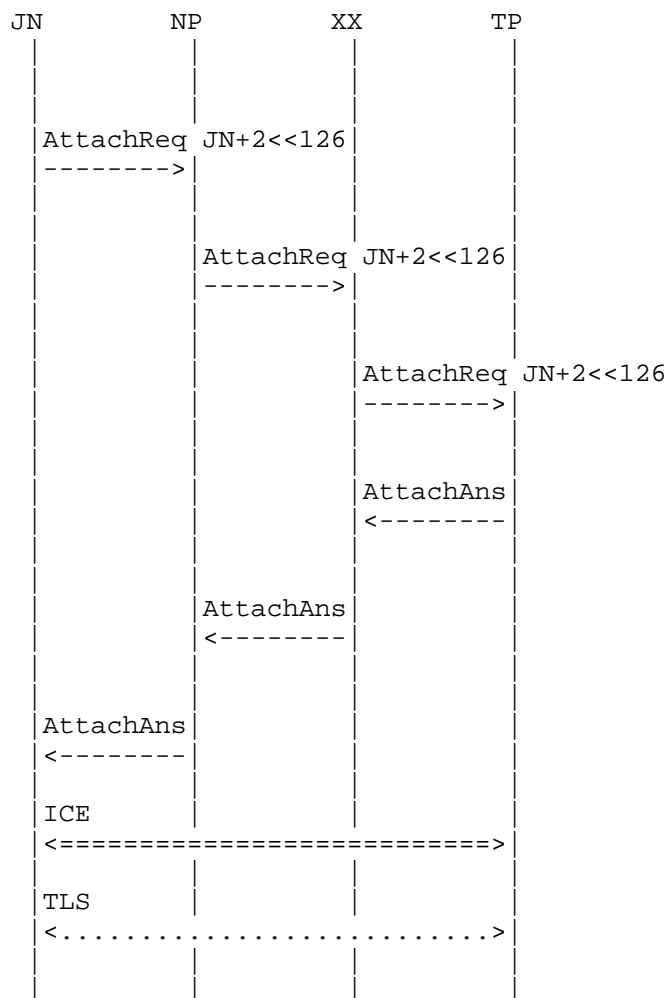 JN NP XX TP
AttachReq JN+2<<126
-------->
AttachReq JN+2<<126
-------->
AttachReq JN+2<<126
-------->
AttachAns
<--------
AttachAns
<--------
AttachAns
<--------
ICE
<===========================>
TLS
<...........................>